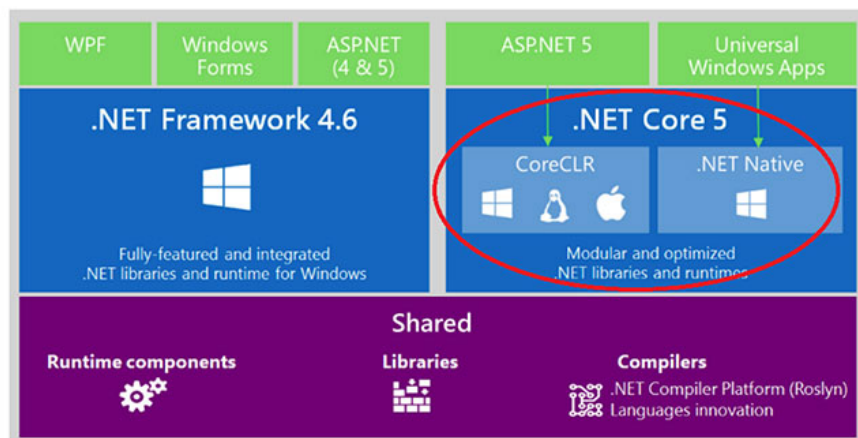 WPF
Windows
Forms
ASP.NET
(4 & 5)
ASP.NET 5
Universal
Windows Apps
.NET Framework 4.6
Fully-featured and integrated
.NET libraries and runtime for Windows
.NET Core 5
CoreCLR
.NET Native
Modular and optimized
.NET libraries and runtimes
Shared
Runtime components
Libraries
Compilers
.NET Compiler Platform (Roslyn)
Languages innovation